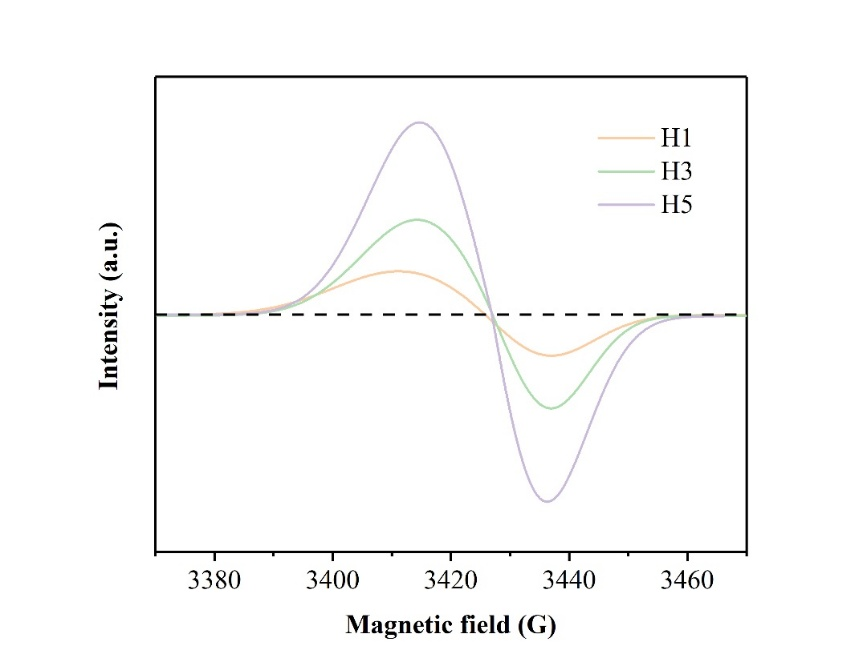 H1
H3
H5
Intensity (a.u.)
3380 3400 3420 3440 3460
Magnetic field (G)